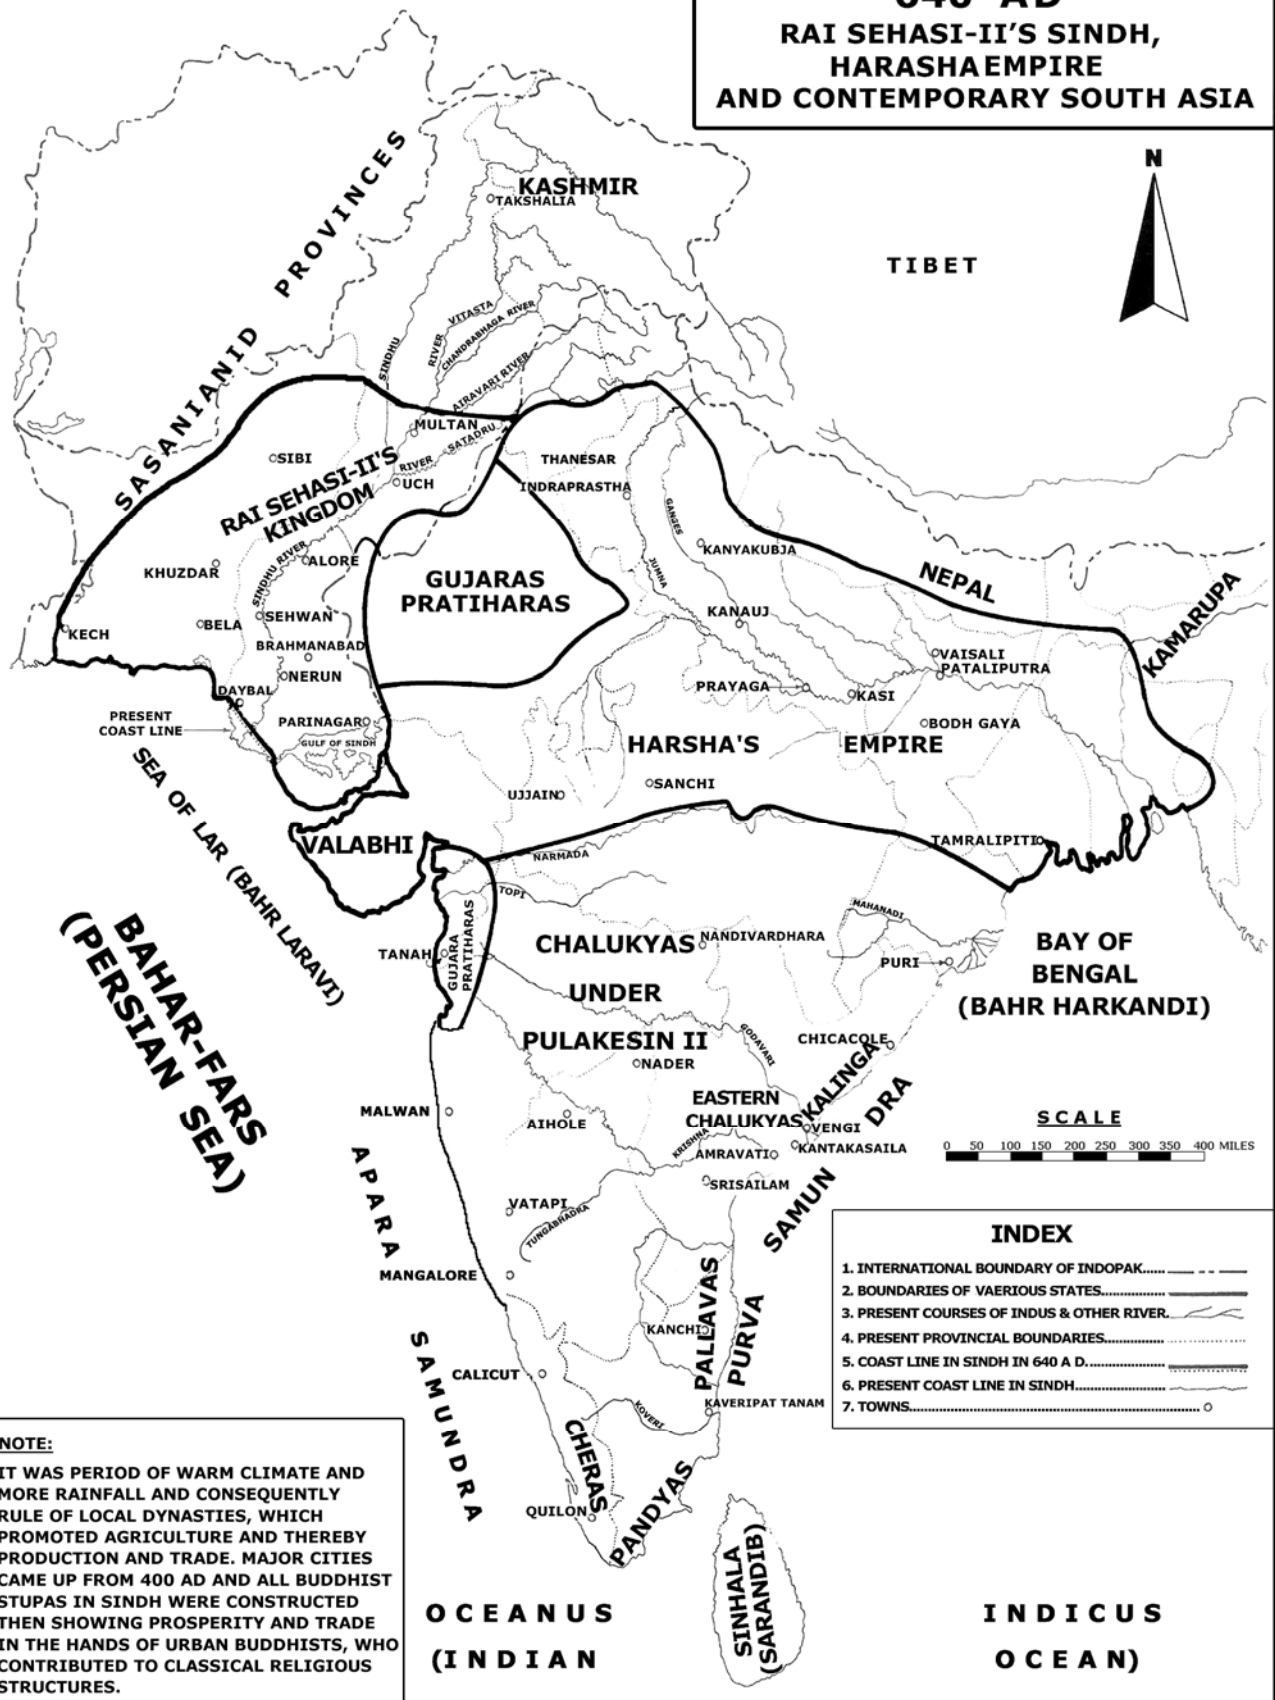 640 AD
RAI SEHASI-II'S SINDH,
HARASHA EMPIRE
AND CONTEMPORARY SOUTH ASIA
N
KASHMIR
TAKSHALIA
TIBET
SASANIANID PROVINCES
SINDHU
RIVER VITASTA
CHANDRABHAGA RIVER
AIRAVARI RIVER
MULTAN
RIVER SATADRU
SIBI
UCH
RAI SEHASI-II'S
KINGDOM
THANESAR
INDRAPRASTHA
GANGES
JUMNA
KANYAKUBJA
KHUZDAR
SINDHU RIVER
ALORE
GUJARAS
PRATIHARAS
NEPAL
KAMARUPA
KECH
BELA
SEHWAN
BRAHMANABAD
NERUN
KANAUJ
VAISALI
PATALIPUTRA
DAYBAL
PRAYAGA
KASI
PRESENT
COAST LINE
PARINAGAR
GULF OF SINDH
BODH GAYA
HARSHA'S EMPIRE
SANCHI
UJJAIN
SEA OF LAR (BAHR LARAVI)
VALABHI
NARMADA
TAMRALIPITI
TOPI
MAHANADI
BAHAR-FARS
(PERSIAN SEA)
TANAH
GUJARA
PRATIHARAS
CHALUKYAS
NANDIVARDHARA
UNDER
PULAKESIN II
PURI
BAY OF
BENGAL
(BAHR HARKANDI)
GODAVARI
CHICACOLE
NADER
KALINGA
EASTERN
CHALUKYAS
MALWAN
AIHOLE
VENGI
KRISHNA
AMRAVATI
KANTAKASAILA
SRISAILAM
SCALE
0 50 100 150 200 250 300 350 400 MILES
VATAPI
TUNGABHADRA
APARA
SAMUNDRA
MANGALORE
PURVA
SAMUN DRA
PALLAVAS
KANCHI
CALICUT
KAVERIPAT TANAM
KOVERI
CHERAS
QUILON
PANDYAS
SINHALA
(SARANDIB)
INDEX
1. INTERNATIONAL BOUNDARY OF INDOPAK......
2. BOUNDARIES OF VAERIOUS STATES................
3. PRESENT COURSES OF INDUS & OTHER RIVER.
4. PRESENT PROVINCIAL BOUNDARIES...............
5. COAST LINE IN SINDH IN 640 A D...................
6. PRESENT COAST LINE IN SINDH......................
7. TOWNS...............................................................
NOTE:
IT WAS PERIOD OF WARM CLIMATE AND
MORE RAINFALL AND CONSEQUENTLY
RULE OF LOCAL DYNASTIES, WHICH
PROMOTED AGRICULTURE AND THEREBY
PRODUCTION AND TRADE. MAJOR CITIES
CAME UP FROM 400 AD AND ALL BUDDHIST
STUPAS IN SINDH WERE CONSTRUCTED
THEN SHOWING PROSPERITY AND TRADE
IN THE HANDS OF URBAN BUDDHISTS, WHO
CONTRIBUTED TO CLASSICAL RELIGIOUS
STRUCTURES.
OCEANUS INDICUS
(INDIAN OCEAN)